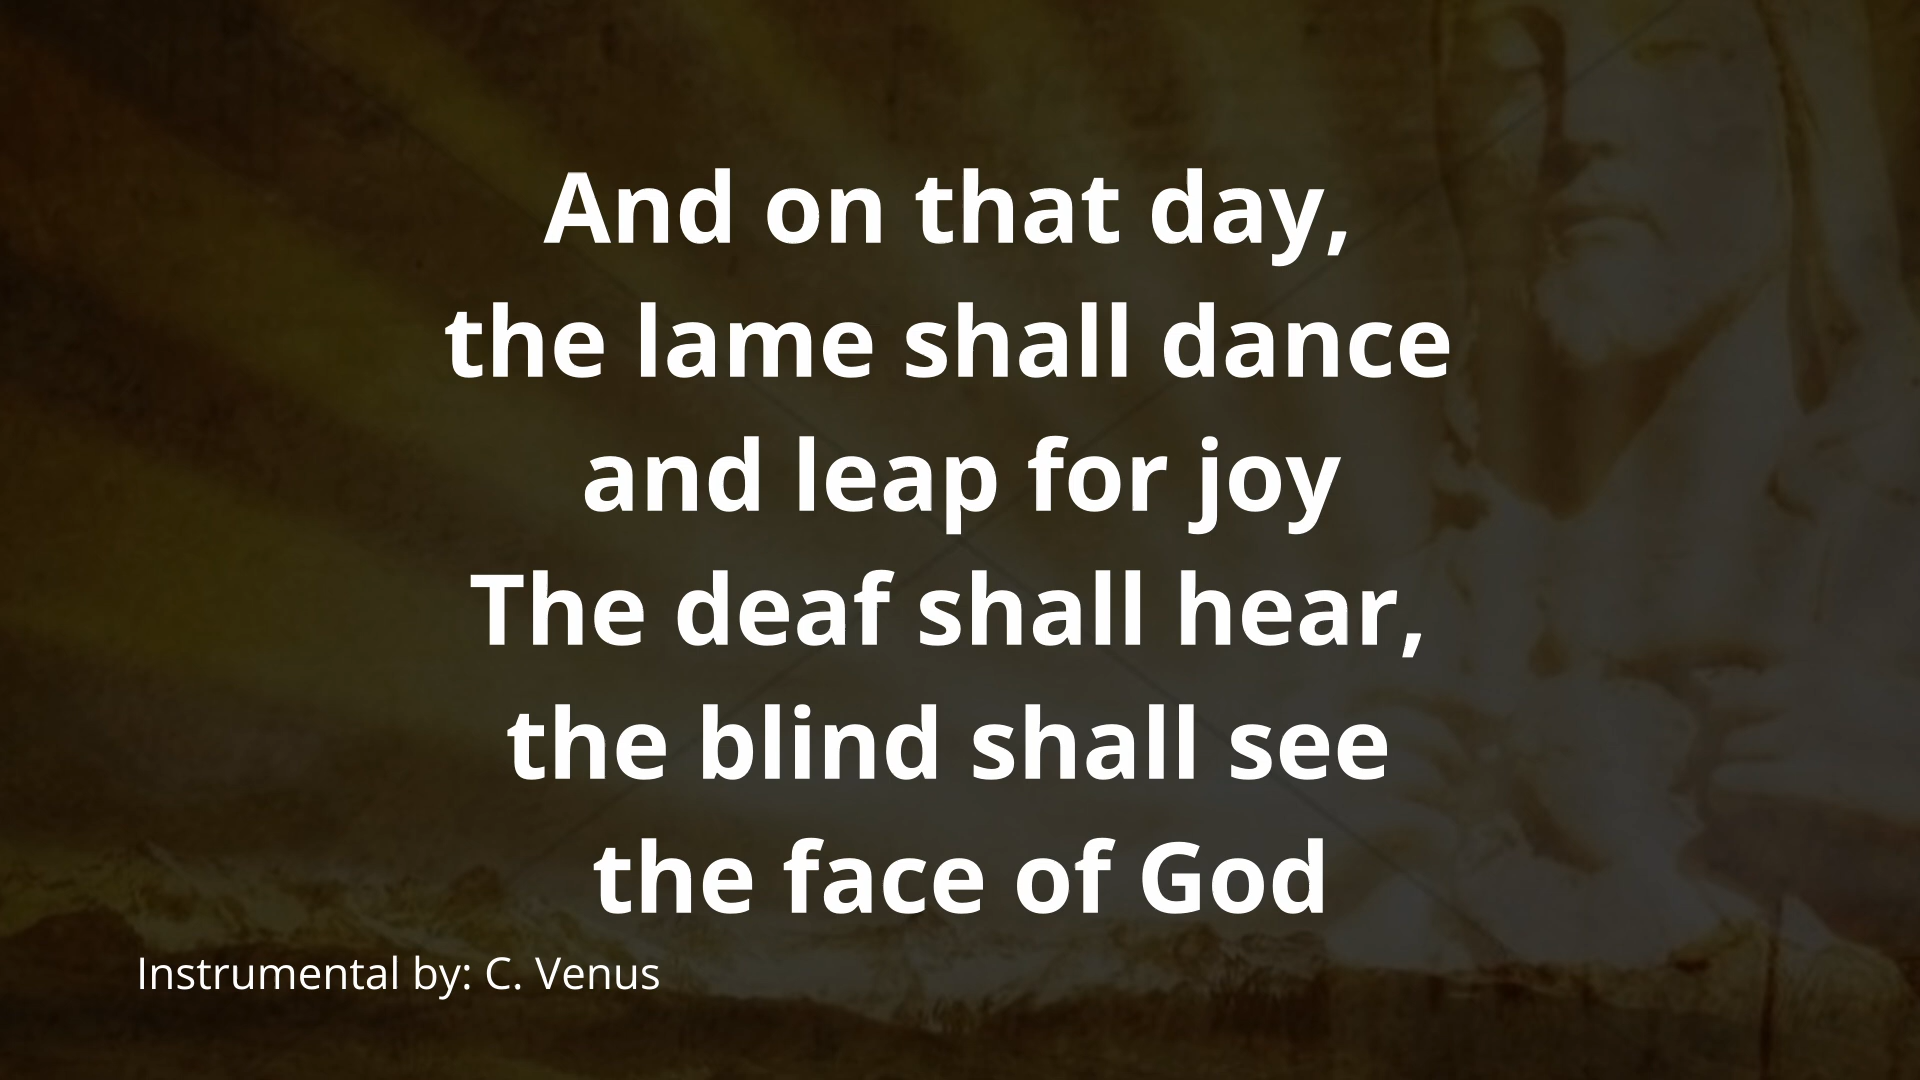 And on that day,
the lame shall dance
and leap for joy
The deaf shall hear,
the blind shall see
the face of God
Instrumental by: C. Venus